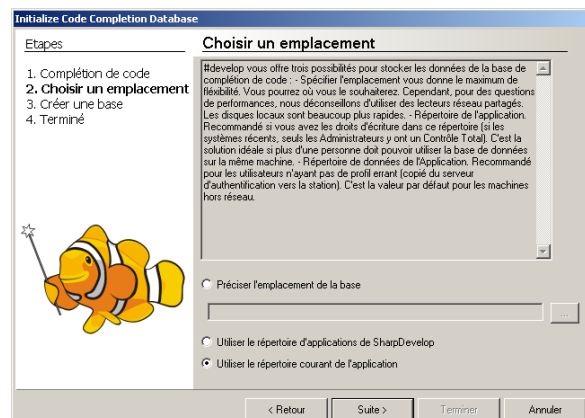 Initialize Code Completion Database
Etapes
1. Complétion de code
2. Choisir un emplacement
3. Créer une base
4. Terminé
Choisir un emplacement
#develop vous offre trois possibilités pour stocker les données de la base de
complétion de code : - Spécifier l'emplacement vous donne le maximum de
fléxibilité. Vous pourrez où vous le souhaiterez. Cependant, pour des questions
de performances, nous déconseillons d'utiliser des lecteurs réseau partagés.
Les disques locaux sont beaucoup plus rapides. - Répertoire de l'application.
Recommandé si vous avez les droits d'écriture dans ce répertoire (si les
systèmes récents, seuls les Administrateurs y ont un Contrôle Total). C'est la
solution idéale si plus d'une personne doit pouvoir utiliser la base de données
sur la même machine. - Répertoire de données de l'Application. Recommandé
pour les utilisateurs n'ayant pas de profil errant (copié du serveur
d'authentification vers la station). C'est la valeur par défaut pour les machines
hors réseau.
Préciser l'emplacement de la base
...
Utiliser le répertoire d'applications de SharpDevelop
Utiliser le répertoire courant de l'application
< Retour
Suite >
Terminer
Annuler